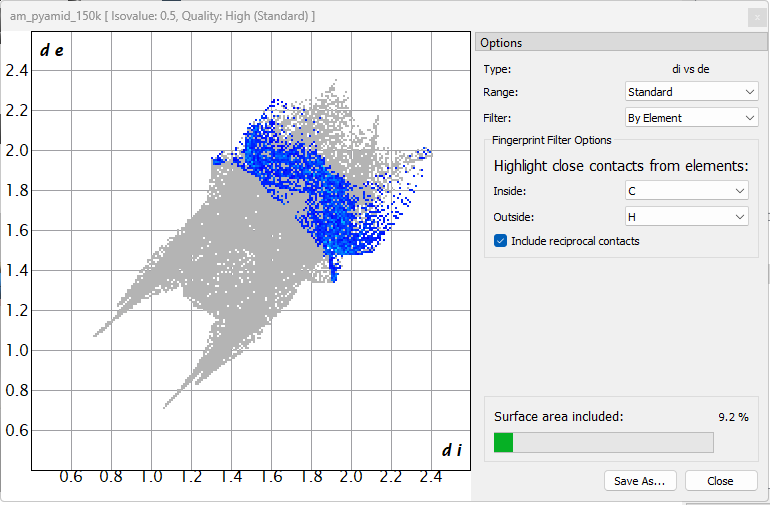 am_pyamid_150k [ Isovalue: 0.5, Quality: High (Standard) ]
d e
2.4
2.2
2.0
1.8
1.6
1.4
1.2
1.0
0.8
0.6
d i
0.6 0.8 1.0 1.2 1.4 1.6 1.8 2.0 2.2 2.4
Options
Type: di vs de
Range: Standard
Filter: By Element
Fingerprint Filter Options
Highlight close contacts from elements:
Inside: C
Outside: H
Include reciprocal contacts
Surface area included: 9.2 %
Save As... Close